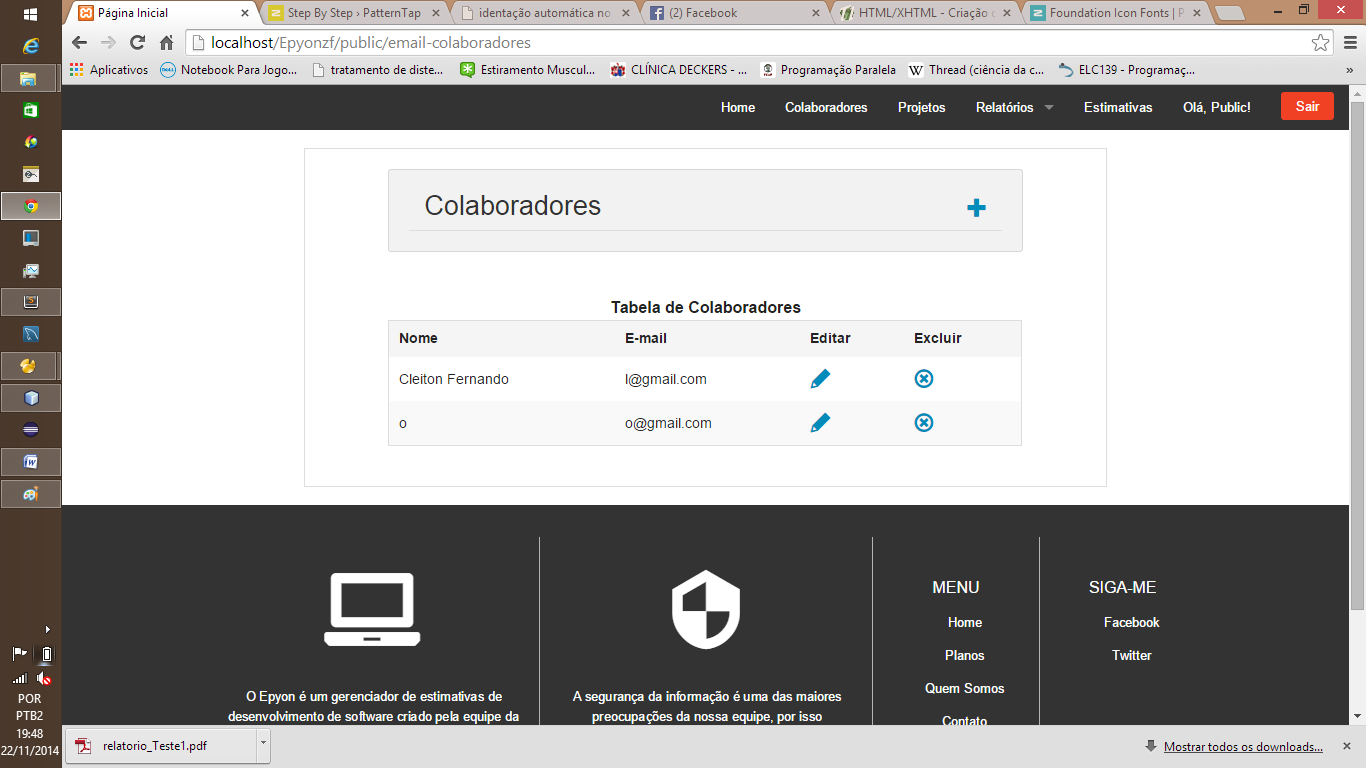 Página Inicial
Step By Step › PatternTap
identação automática no
(2) Facebook
HTML/XHTML - Criação
Foundation Icon Fonts | P
localhost/Epyonzf/public/email-colaboradores
Aplicativos
Notebook Para Jogo...
tratamento de diste...
Estiramento Muscul...
CLÍNICA DECKERS - ...
Programação Paralela
Thread (ciência da c...
ELC139 - Programaç...
»
Home
Colaboradores
Projetos
Relatórios
Estimativas
Olá, Public!
Sair
Colaboradores
Tabela de Colaboradores
Nome E-mail Editar Excluir
Cleiton Fernando l@gmail.com
o o@gmail.com
O Epyon é um gerenciador de estimativas de
desenvolvimento de software criado pela equipe da
A segurança da informação é uma das maiores
preocupações da nossa equipe, por isso
MENU
Home
Planos
Quem Somos
Contato
SIGA-ME
Facebook
Twitter
POR
PTB2
19:48
22/11/2014
relatorio_Teste1.pdf
Mostrar todos os downloads...